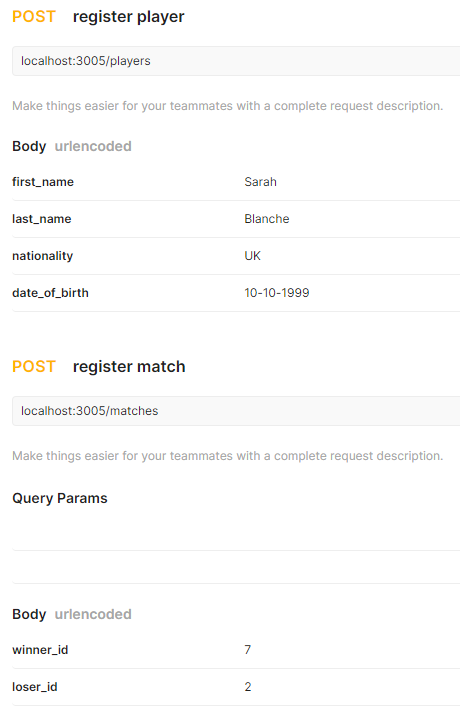 POST register player
localhost:3005/players
Make things easier for your teammates with a complete request description.
Body urlencoded
first_name Sarah
last_name Blanche
nationality UK
date_of_birth 10-10-1999
POST register match
localhost:3005/matches
Make things easier for your teammates with a complete request description.
Query Params
Body urlencoded
winner_id 7
loser_id 2